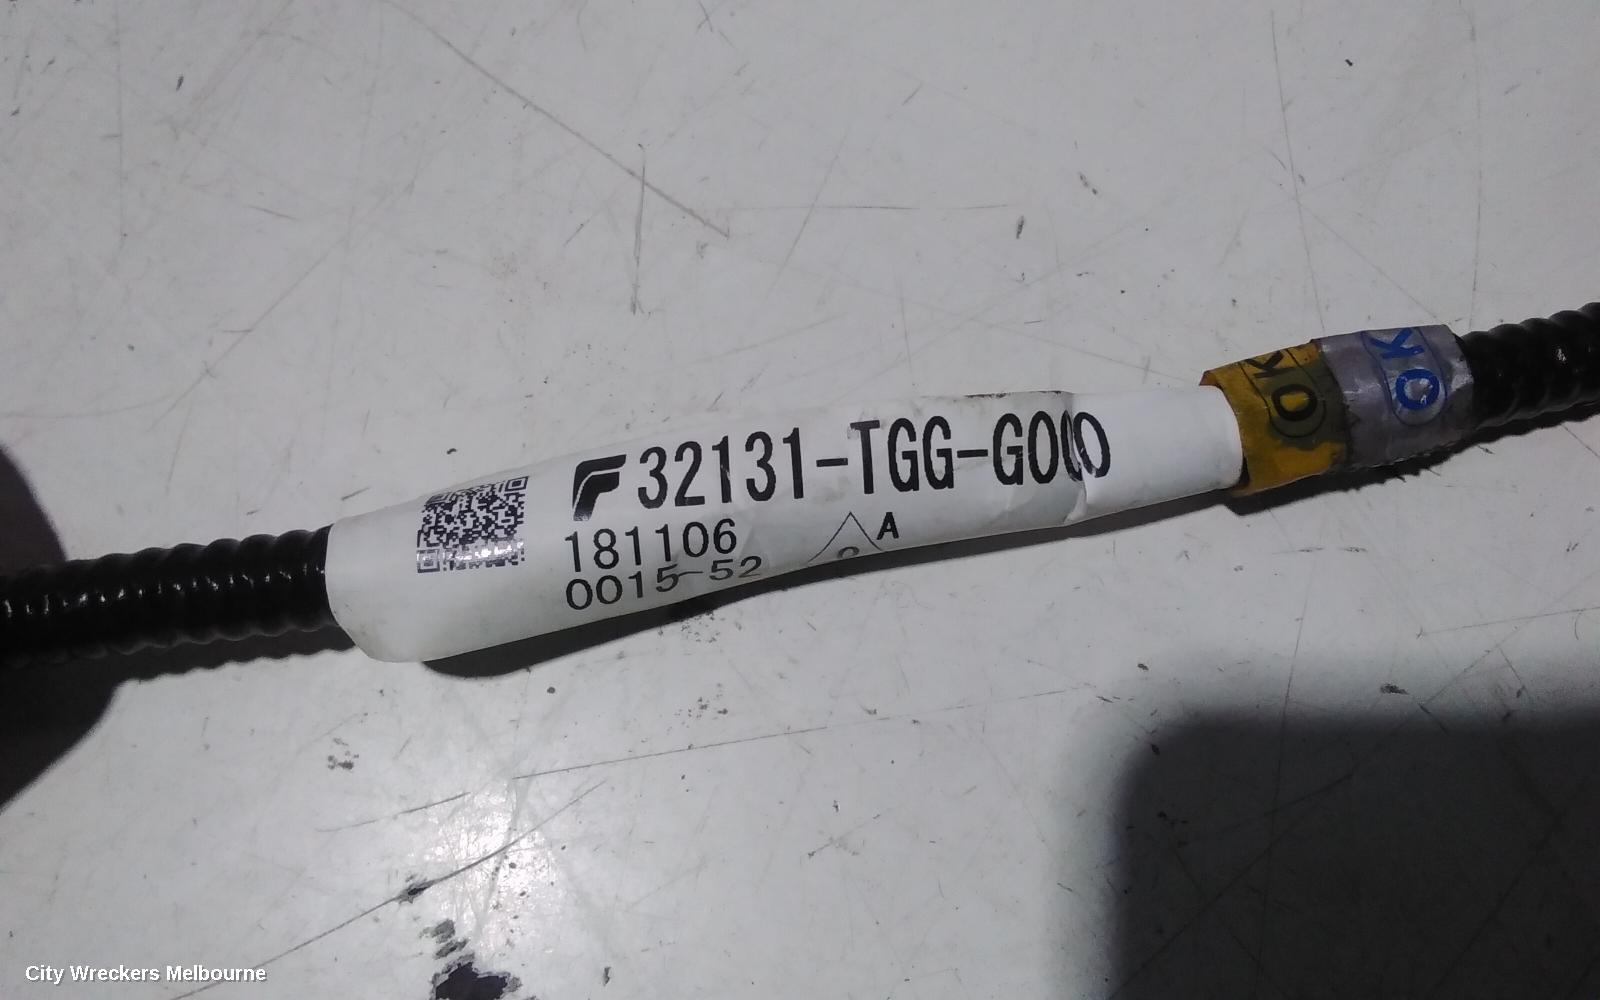 32131-TGG-G000
181106
0015-52
A
OK
OK
City Wreckers Melbourne